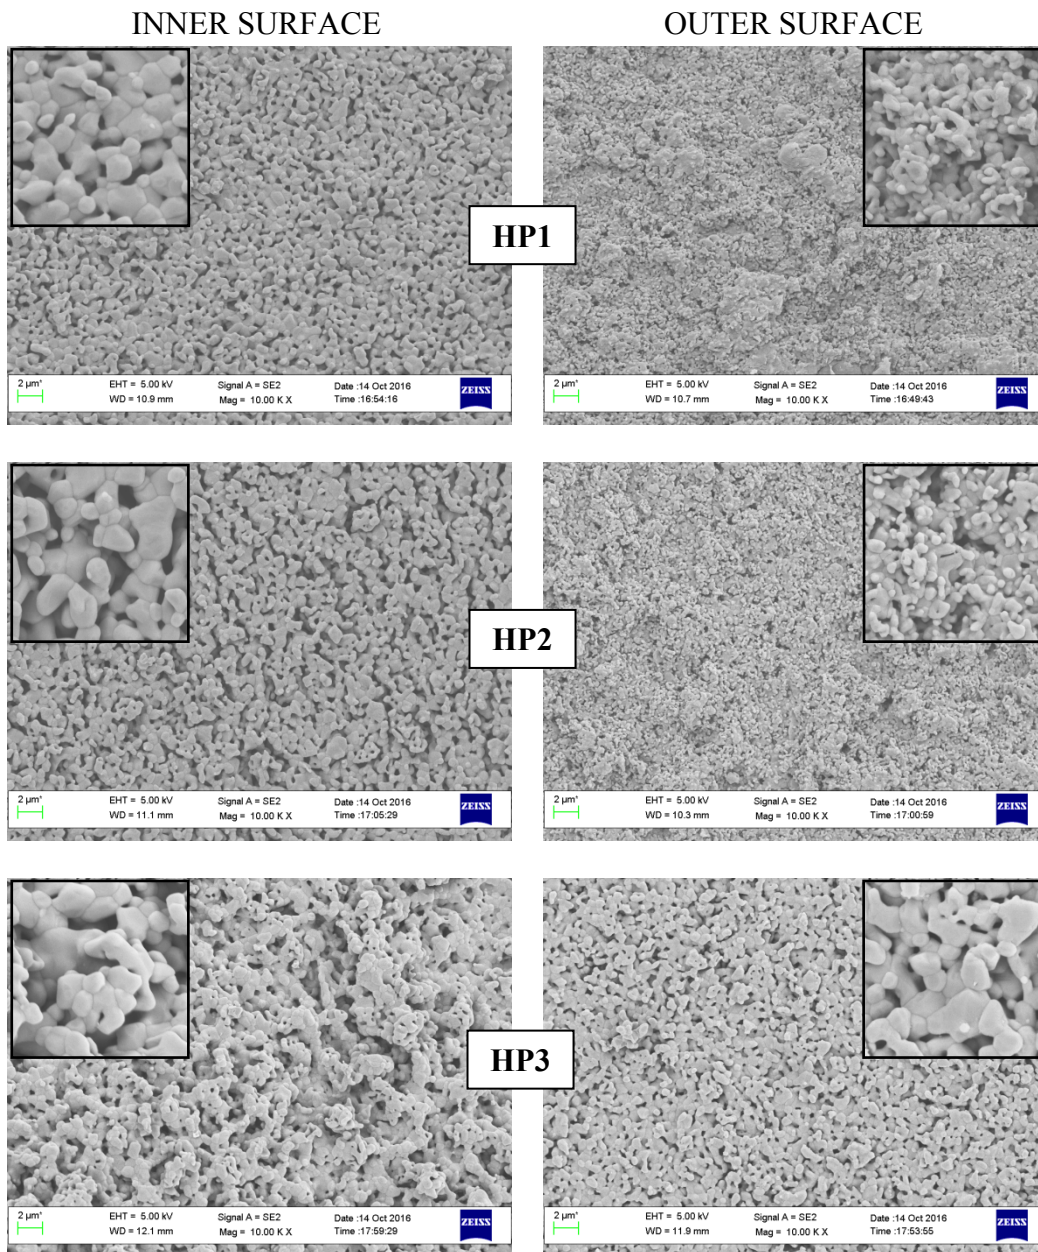 INNER SURFACE
OUTER SURFACE
HP1
2 µm*
EHT = 5.00 kV
Signal A = SE2
Date :14 Oct 2016
ZEISS
WD = 10.9 mm
Mag = 10.00 K X
Time :16:54:16
2 µm*
EHT = 5.00 kV
Signal A = SE2
Date :14 Oct 2016
ZEISS
WD = 10.7 mm
Mag = 10.00 K X
Time :16:49:43
HP2
2 µm*
EHT = 5.00 kV
Signal A = SE2
Date :14 Oct 2016
ZEISS
WD = 11.1 mm
Mag = 10.00 K X
Time :17:05:29
2 µm*
EHT = 5.00 kV
Signal A = SE2
Date :14 Oct 2016
ZEISS
WD = 10.3 mm
Mag = 10.00 K X
Time :17:00:59
HP3
2 µm*
EHT = 5.00 kV
Signal A = SE2
Date :14 Oct 2016
ZEISS
WD = 12.1 mm
Mag = 10.00 K X
Time :17:59:29
2 µm*
EHT = 5.00 kV
Signal A = SE2
Date :14 Oct 2016
ZEISS
WD = 11.9 mm
Mag = 10.00 K X
Time :17:53:55